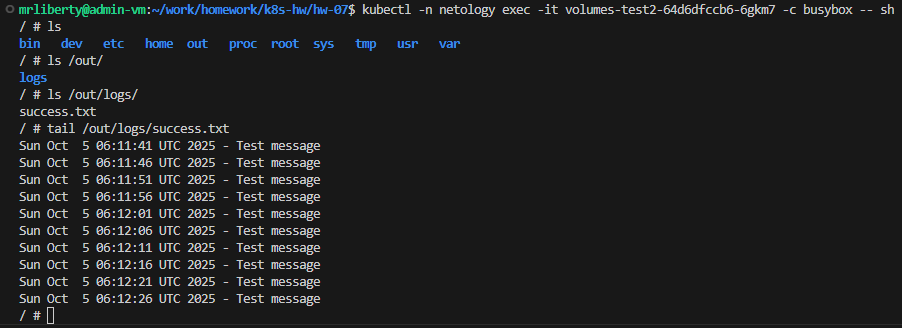 mrliberty@admin-vm:~/work/homework/k8s-hw/hw-07$ kubectl -n netology exec -it volumes-test2-64d6dfccb6-6gkm7 -c busybox -- sh
/ # ls
bin dev etc home out proc root sys tmp usr var
/ # ls /out/
logs
/ # ls /out/logs/
success.txt
/ # tail /out/logs/success.txt
Sun Oct  5 06:11:41 UTC 2025 - Test message
Sun Oct  5 06:11:46 UTC 2025 - Test message
Sun Oct  5 06:11:51 UTC 2025 - Test message
Sun Oct  5 06:11:56 UTC 2025 - Test message
Sun Oct  5 06:12:01 UTC 2025 - Test message
Sun Oct  5 06:12:06 UTC 2025 - Test message
Sun Oct  5 06:12:11 UTC 2025 - Test message
Sun Oct  5 06:12:16 UTC 2025 - Test message
Sun Oct  5 06:12:21 UTC 2025 - Test message
Sun Oct  5 06:12:26 UTC 2025 - Test message
/ #